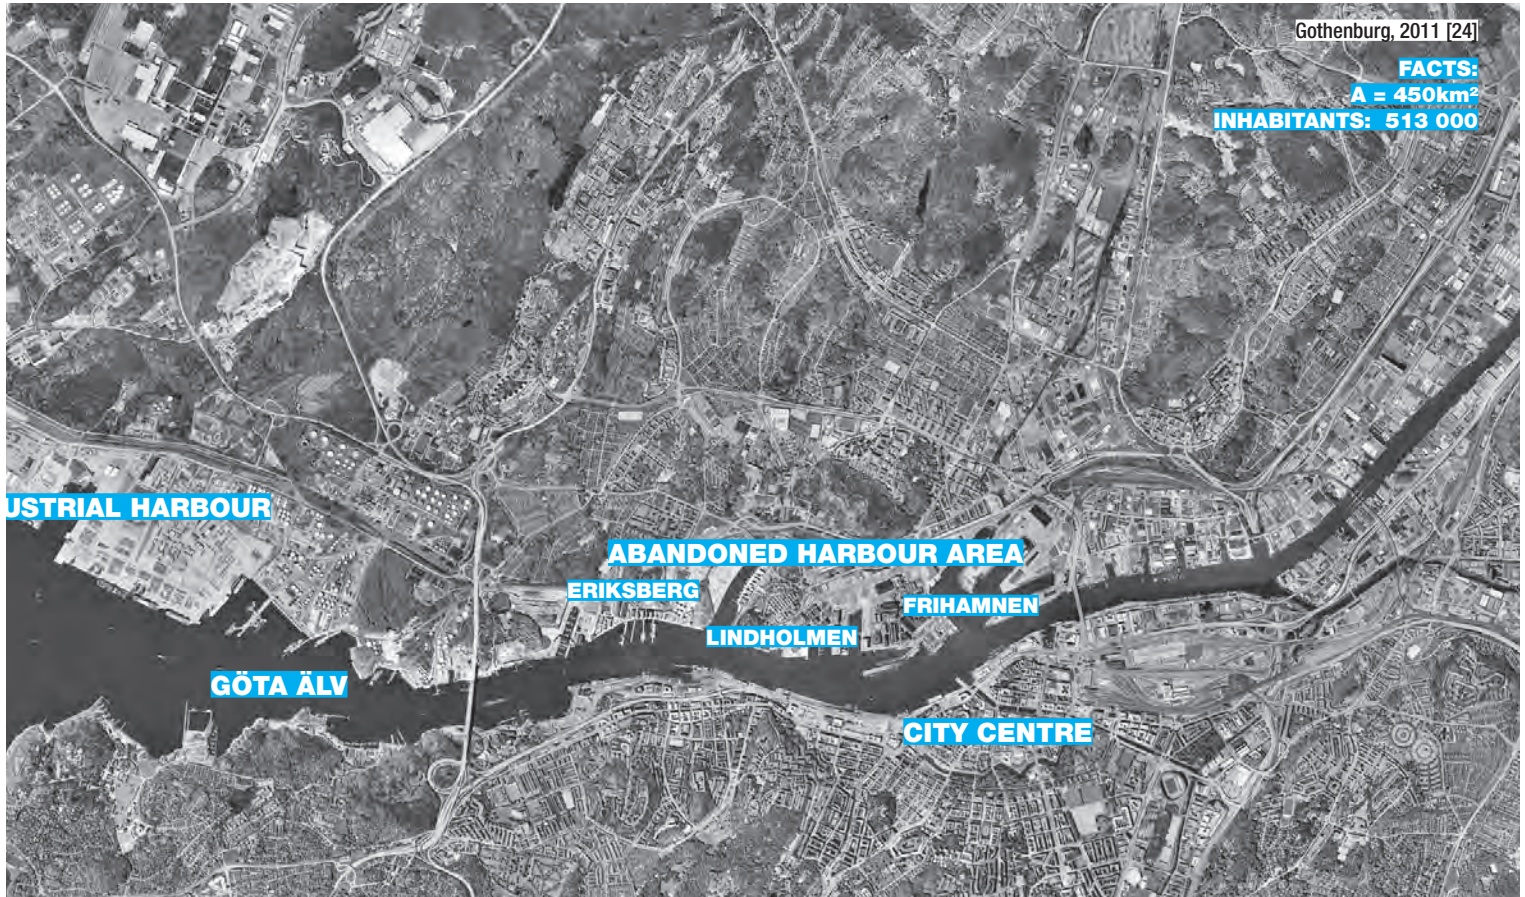 Gothenburg, 2011 [24]
FACTS:
A = 450km²
INHABITANTS: 513 000
USTRIAL HARBOUR
ABANDONED HARBOUR AREA
ERIKSBERG
FRIHAMNEN
LINDHOLMEN
GÖTA ÄLV
CITY CENTRE